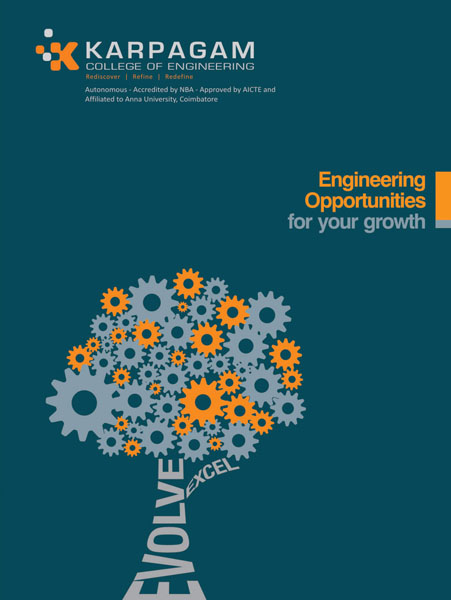 KARPAGAM
COLLEGE OF ENGINEERING
Rediscover | Refine | Redefine
Autonomous - Accredited by NBA - Approved by AICTE and
Affiliated to Anna University, Coimbatore
Engineering
Opportunities
for your growth
EXCEL
EVOLVE